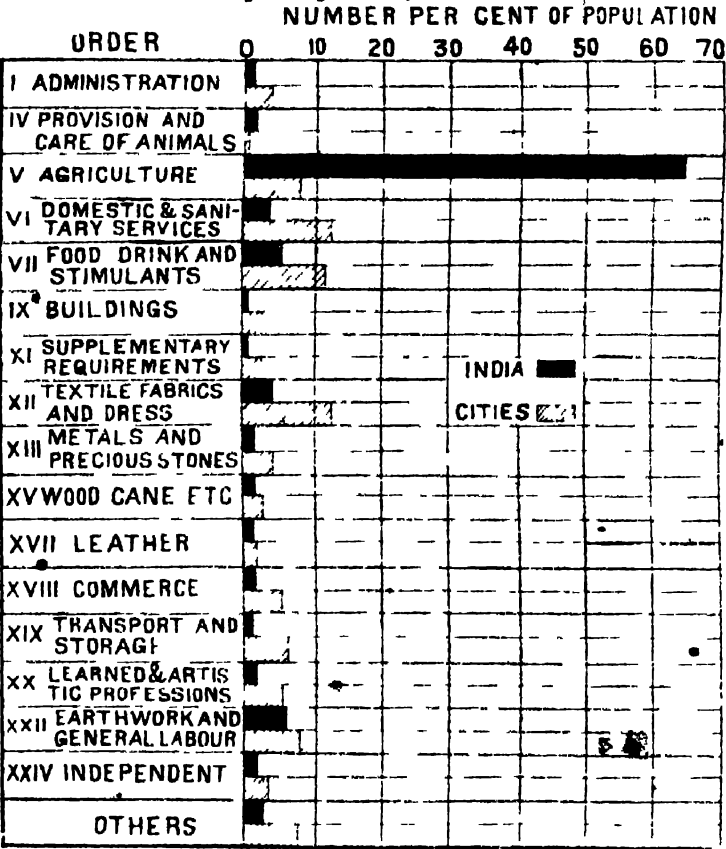 NUMBER PER CENT OF POPULATION
ORDER
0 10 20 30 40 50 60 70
I ADMINISTRATION
IV PROVISION AND
CARE OF ANIMALS
V AGRICULTURE
VI DOMESTIC & SANI-
TARY SERVICES
VII FOOD DRINK AND
STIMULANTS
IX BUILDINGS
XI SUPPLEMENTARY
REQUIREMENTS
INDIA
XII TEXTILE FABRICS
AND DRESS
CITIES
XIII METALS AND
PRECIOUS STONES
XV WOOD CANE ETC
XVII LEATHER
XVIII COMMERCE
XIX TRANSPORT AND
STORAGE
XX LEARNED & ARTIS
TIC PROFESSIONS
XXII EARTHWORK AND
GENERAL LABOUR
XXIV INDEPENDENT
OTHERS